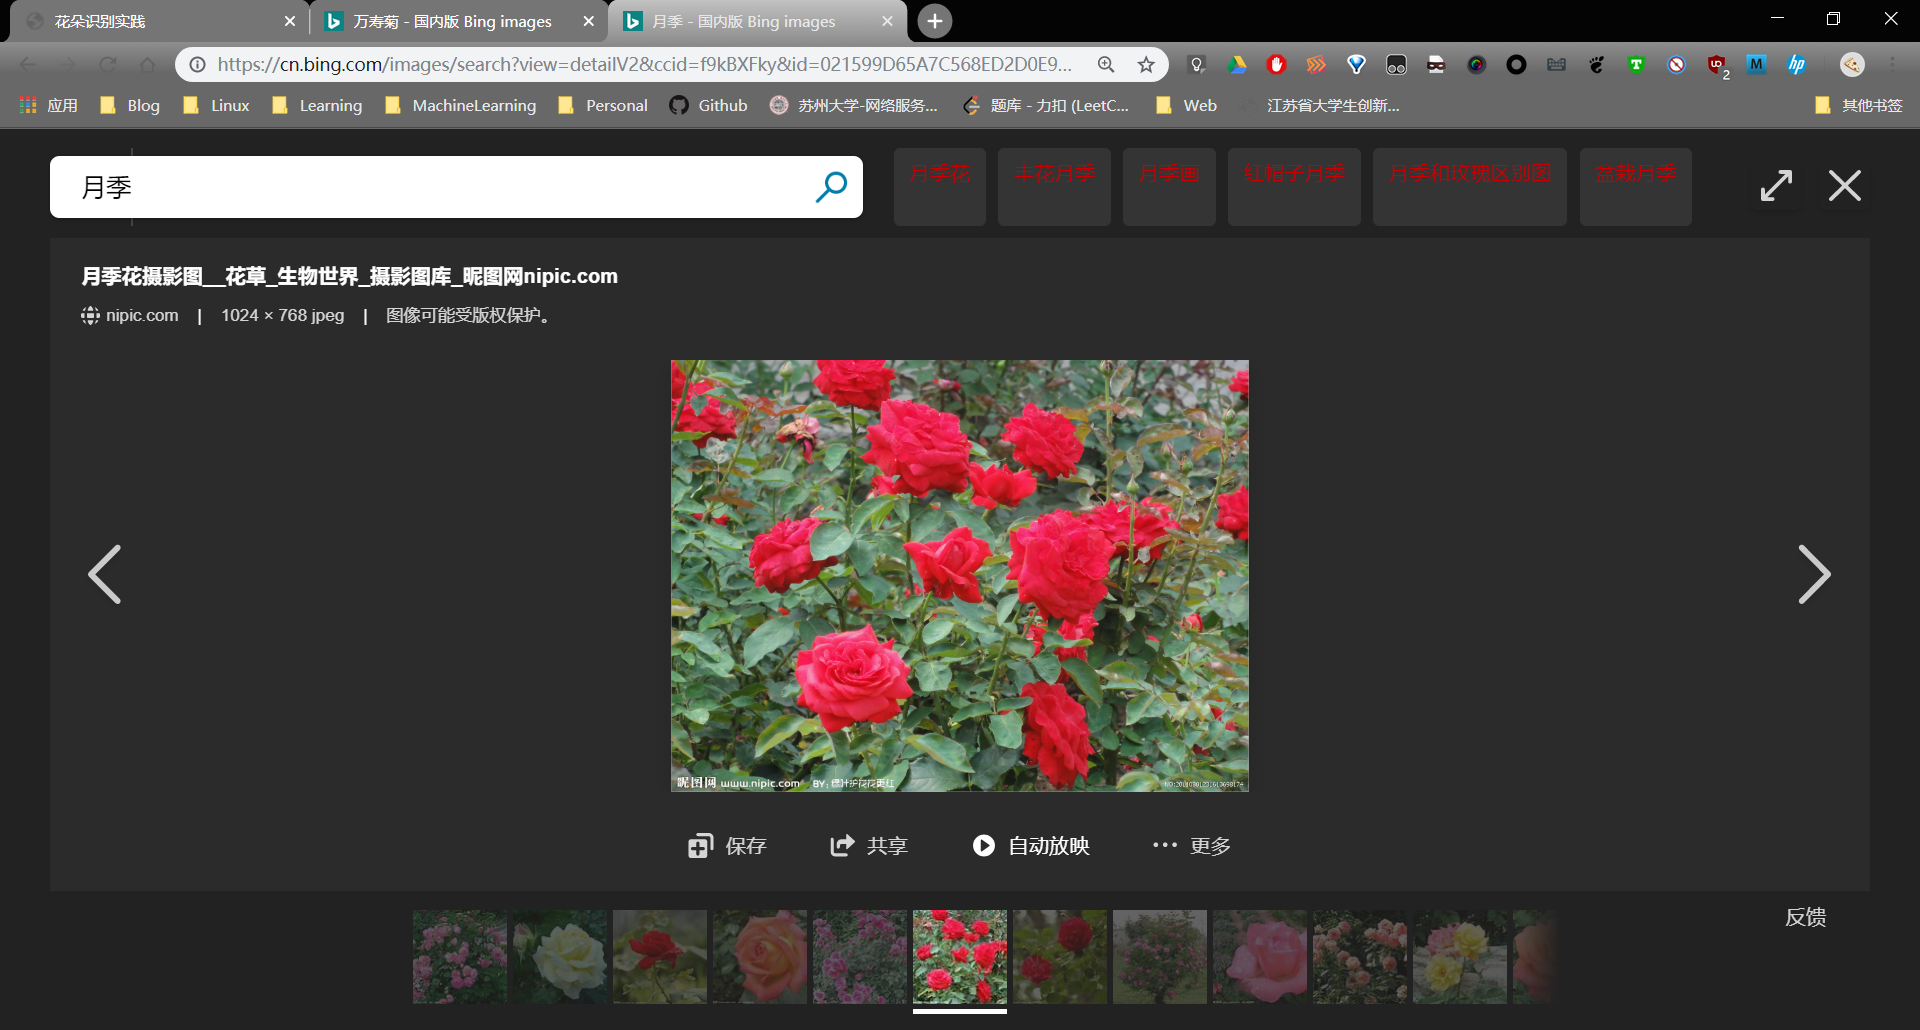 花朵识别实践
万寿菊 - 国内版 Bing images
月季 - 国内版 Bing images
https://cn.bing.com/images/search?view=detailV2&ccid=f9kBXFky&id=021599D65A7C568ED2D0E9...
2
应用 Blog Linux Learning MachineLearning Personal Github 苏州大学-网络服务... 题库 - 力扣 (LeetC... Web 江苏省大学生创新... 其他书签
月季
月季花 丰花月季 月季画 红帽子月季 月季和玫瑰区别图 盆栽月季
月季花摄影图__花草_生物世界_摄影图库_昵图网nipic.com
nipic.com | 1024 × 768 jpeg | 图像可能受版权保护。
昵图网 www.nipic.com BY:
保存 共享 自动放映 更多
反馈